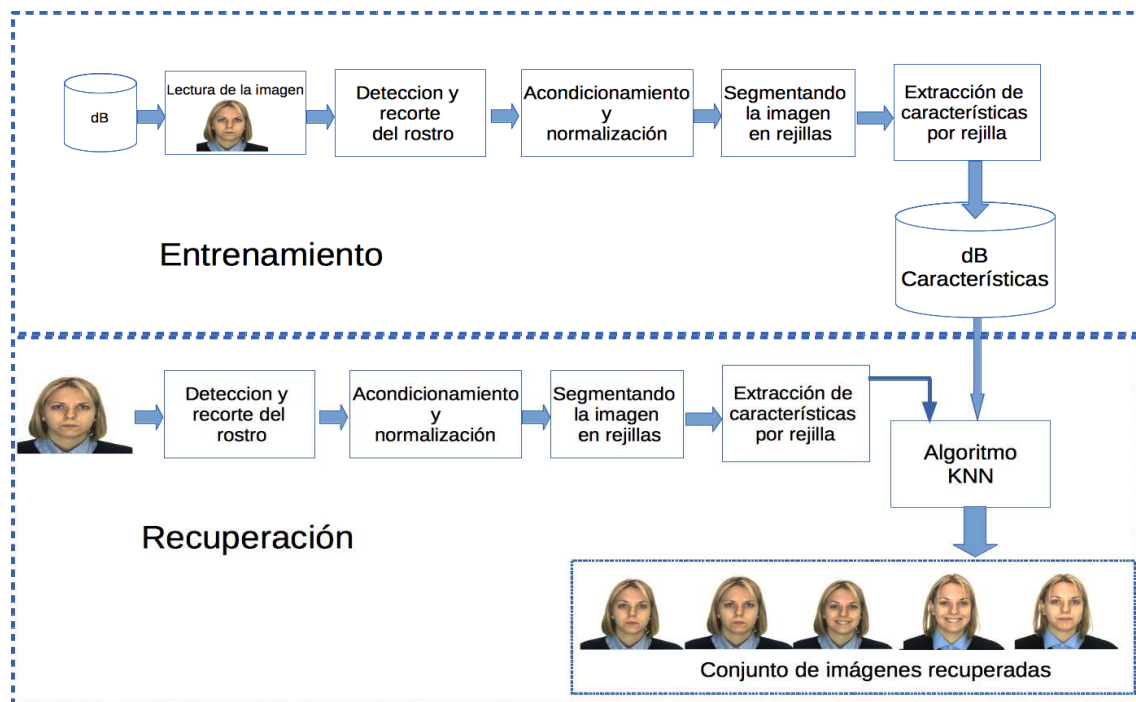 dB
Lectura de la imagen
Deteccion y
recorte
del rostro
Acondicionamiento
y
normalización
Segmentando
la imagen
en rejillas
Extracción de
características
por rejilla
Entrenamiento
dB
Características
Deteccion y
recorte del
rostro
Acondicionamiento
y
normalización
Segmentando
la imagen
en rejillas
Extracción de
características
por rejilla
Algoritmo
KNN
Recuperación
Conjunto de imágenes recuperadas